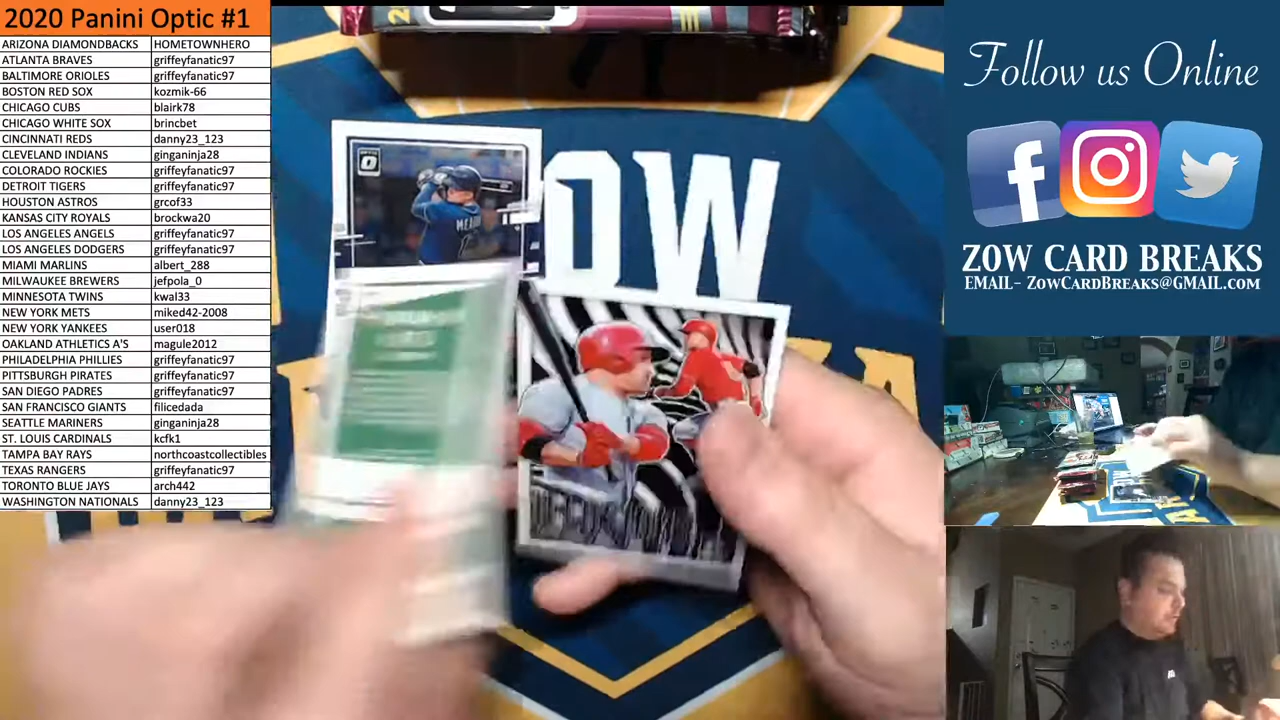 2020 Panini Optic #1
ARIZONA DIAMONDBACKS HOMETOWNHERO
ATLANTA BRAVES griffeyfanatic97
BALTIMORE ORIOLES griffeyfanatic97
BOSTON RED SOX kozmik-66
CHICAGO CUBS blairk78
CHICAGO WHITE SOX brincbet
CINCINNATI REDS danny23_123
CLEVELAND INDIANS ginganinja28
COLORADO ROCKIES griffeyfanatic97
DETROIT TIGERS griffeyfanatic97
HOUSTON ASTROS grcof33
KANSAS CITY ROYALS brockwa20
LOS ANGELES ANGELS griffeyfanatic97
LOS ANGELES DODGERS griffeyfanatic97
MIAMI MARLINS albert_288
MILWAUKEE BREWERS jefpola_0
MINNESOTA TWINS kwal33
NEW YORK METS miked42-2008
NEW YORK YANKEES user018
OAKLAND ATHLETICS A'S magule2012
PHILADELPHIA PHILLIES griffeyfanatic97
PITTSBURGH PIRATES griffeyfanatic97
SAN DIEGO PADRES griffeyfanatic97
SAN FRANCISCO GIANTS filicedada
SEATTLE MARINERS ginganinja28
ST. LOUIS CARDINALS kcfk1
TAMPA BAY RAYS northcoastcollectibles
TEXAS RANGERS griffeyfanatic97
TORONTO BLUE JAYS arch442
WASHINGTON NATIONALS danny23_123
OW
Follow us Online
ZOW CARD BREAKS
EMAIL- ZowCardBreaks@gmail.com